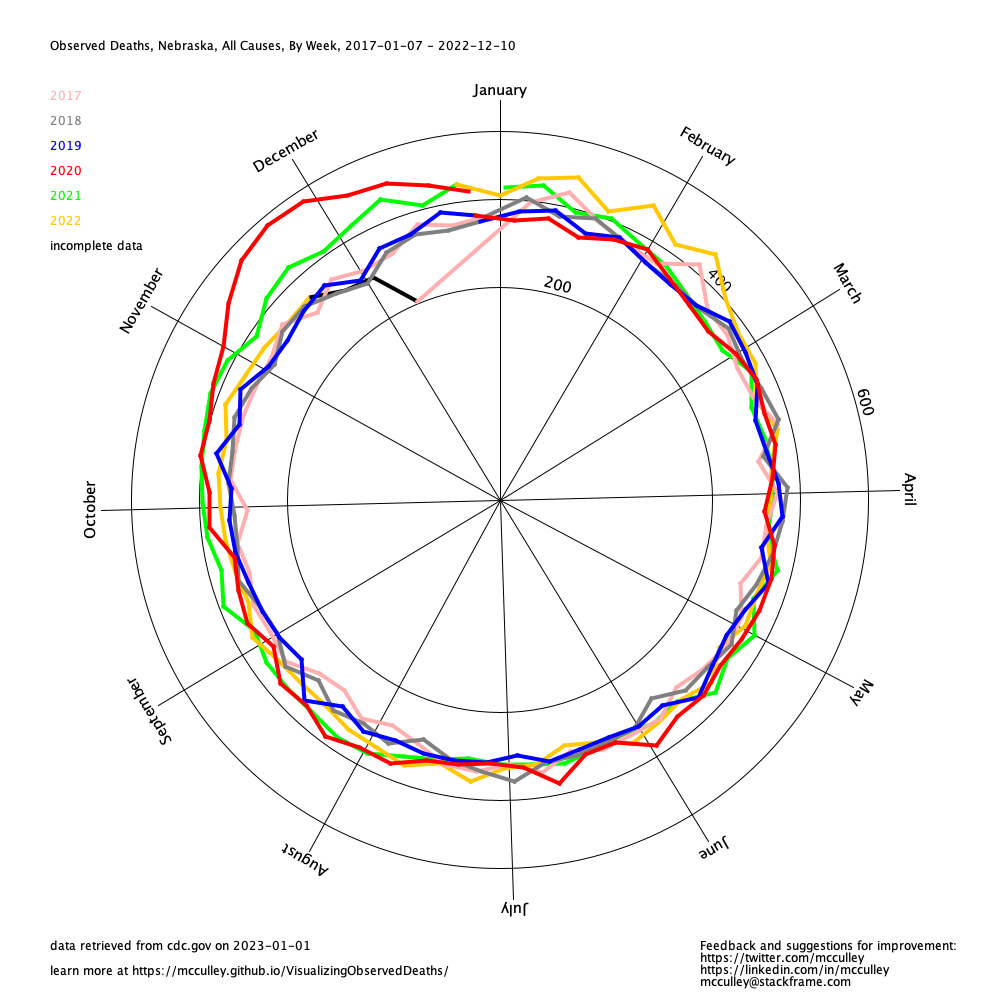 Observed Deaths, Nebraska, All Causes, By Week, 2017-01-07 - 2022-12-10
2017
2018
2019
2020
2021
2022
incomplete data
January
February
March
April
May
June
July
August
September
October
November
December
200
400
600
data retrieved from cdc.gov on 2023-01-01
learn more at https://mcculley.github.io/VisualizingObservedDeaths/
Feedback and suggestions for improvement:
https://twitter.com/mcculley
https://linkedin.com/in/mcculley
mcculley@stackframe.com